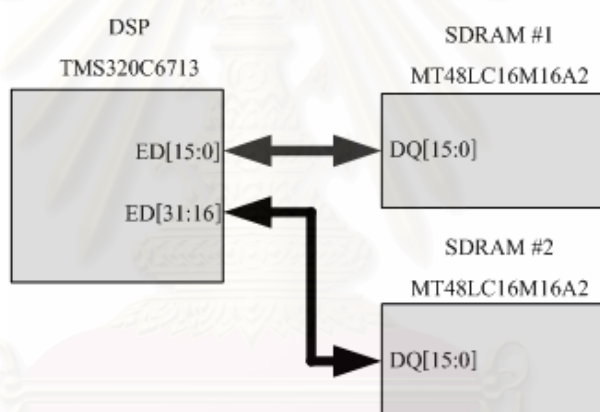 DSP
TMS320C6713
ED[15:0]
ED[31:16]
SDRAM #1
MT48LC16M16A2
DQ[15:0]
SDRAM #2
MT48LC16M16A2
DQ[15:0]